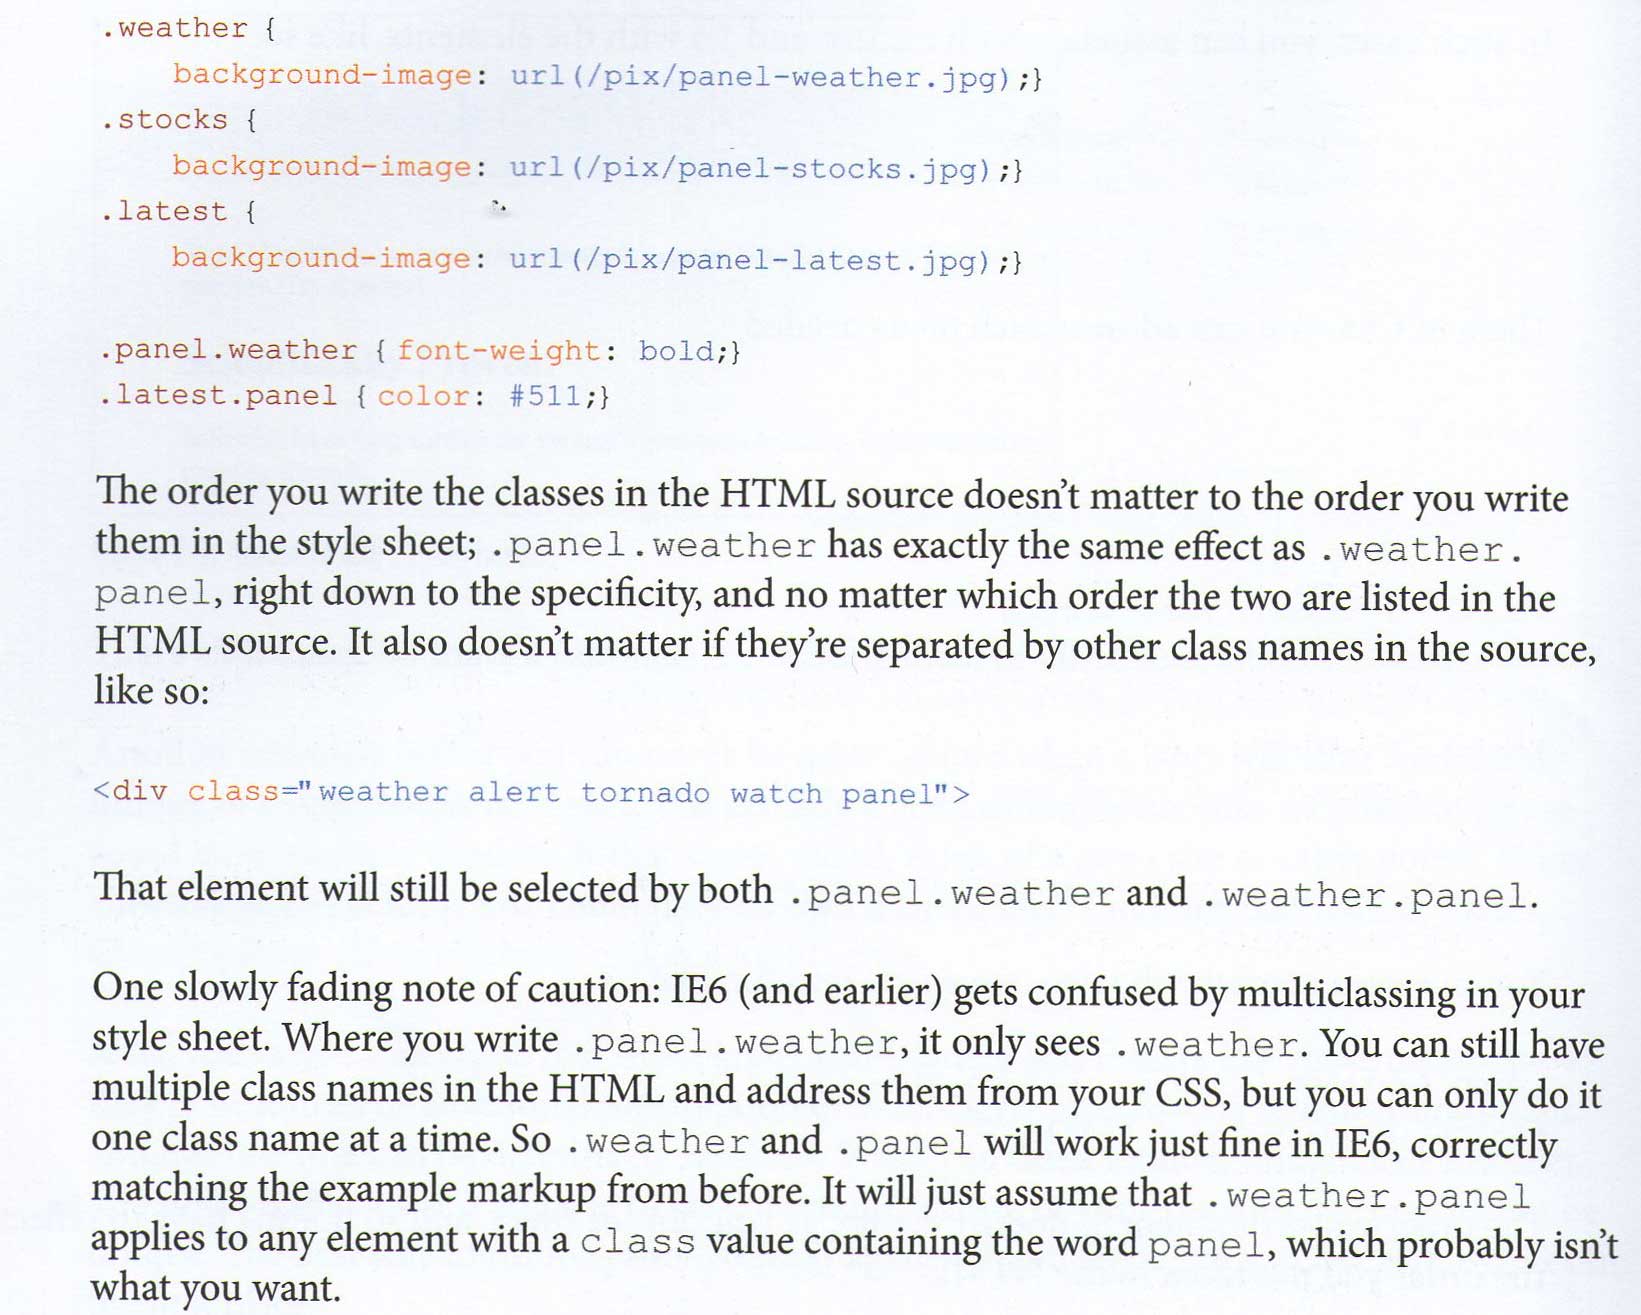 .weather {
    background-image: url(/pix/panel-weather.jpg);}
.stocks {
    background-image: url(/pix/panel-stocks.jpg);}
.latest {
    background-image: url(/pix/panel-latest.jpg);}
.panel.weather { font-weight: bold;}
.latest.panel { color: #511;}
The order you write the classes in the HTML source doesn't matter to the order you write
them in the style sheet; .panel.weather has exactly the same effect as .weather.
panel, right down to the specificity, and no matter which order the two are listed in the
HTML source. It also doesn't matter if they're separated by other class names in the source,
like so:
<div class="weather alert tornado watch panel">
That element will still be selected by both .panel.weather and .weather.panel.
One slowly fading note of caution: IE6 (and earlier) gets confused by multiclassing in your
style sheet. Where you write .panel.weather, it only sees .weather. You can still have
multiple class names in the HTML and address them from your CSS, but you can only do it
one class name at a time. So .weather and .panel will work just fine in IE6, correctly
matching the example markup from before. It will just assume that .weather.panel
applies to any element with a class value containing the word panel, which probably isn't
what you want.